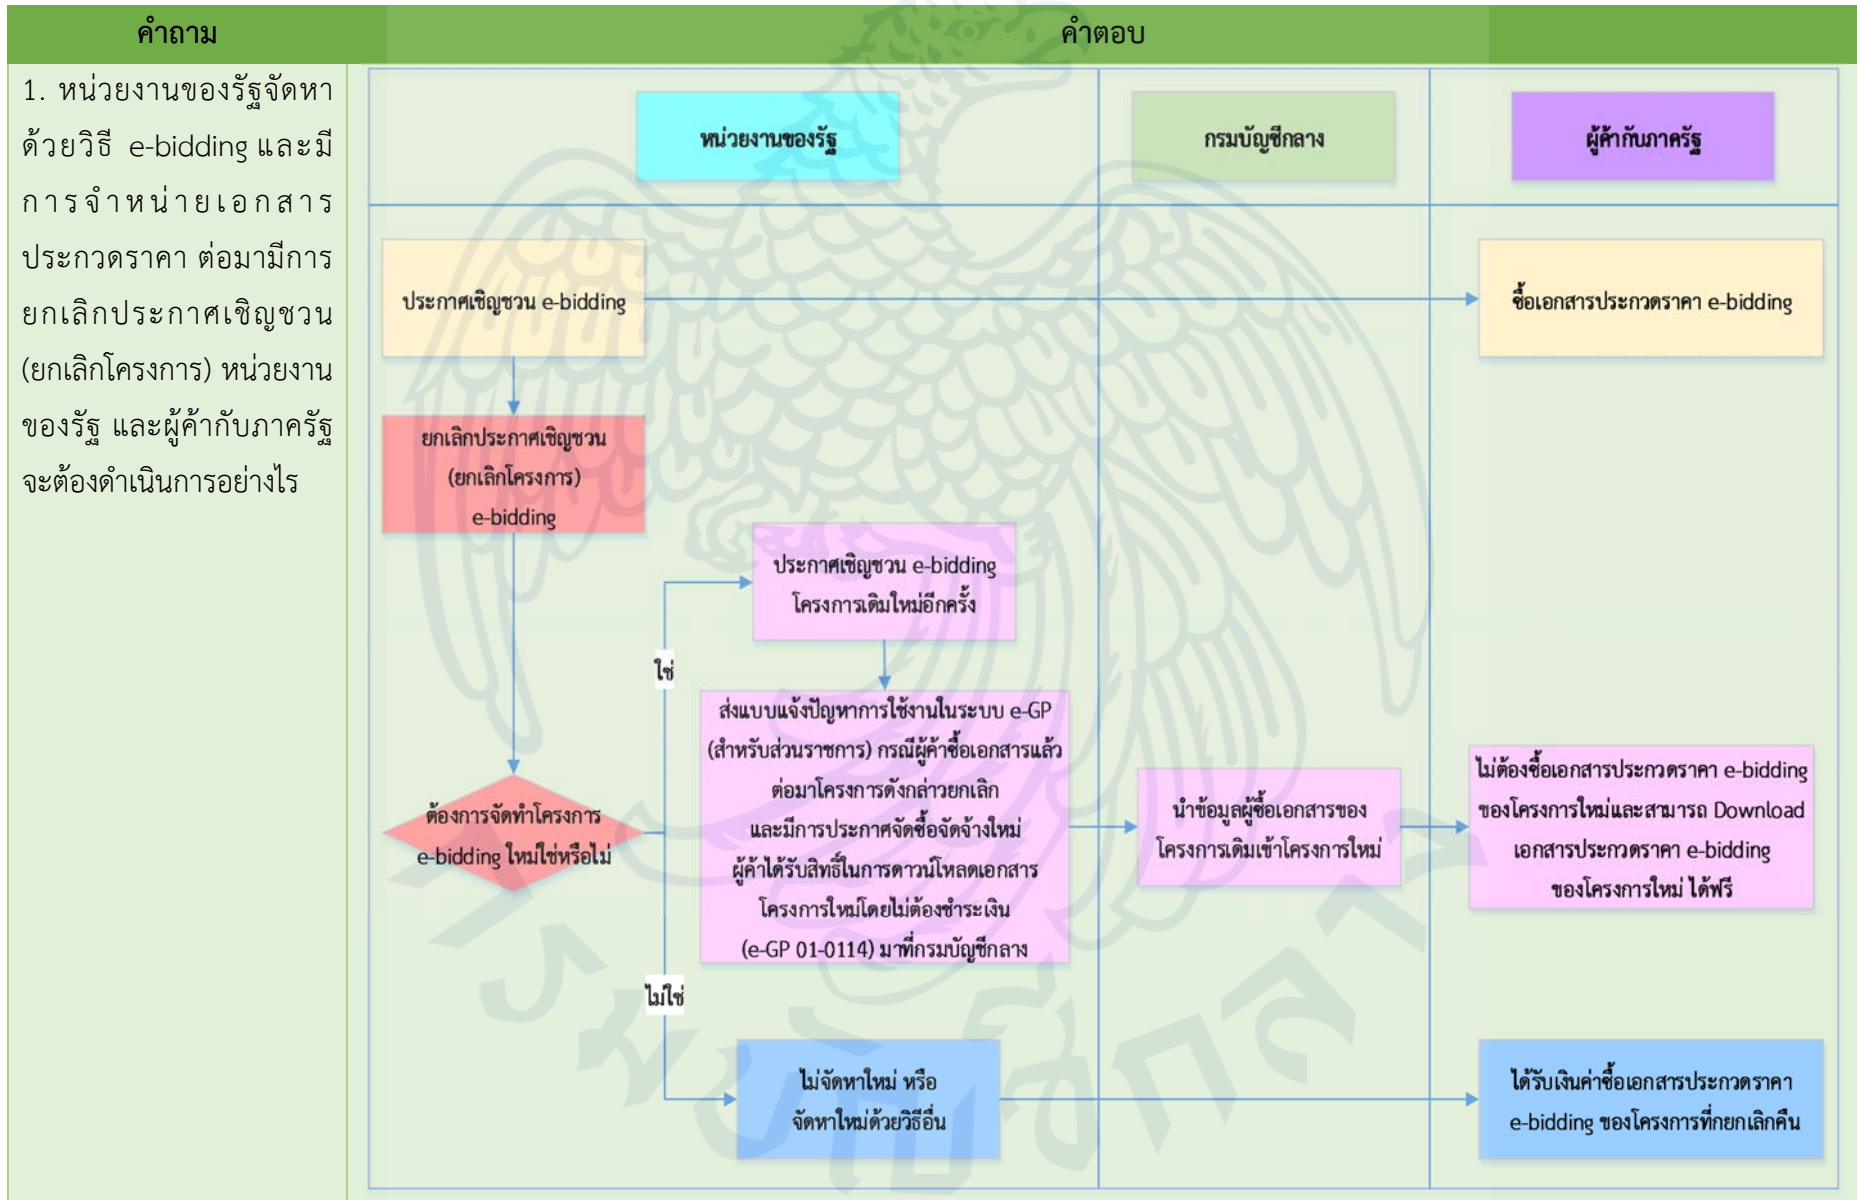 คำถาม
คำตอบ
1. หน่วยงานของรัฐจัดหา
ด้วยวิธี e-bidding และมี
การจำหน่ายเอกสาร
ประกวดราคา ต่อมามีการ
ยกเลิกประกาศเชิญชวน
(ยกเลิกโครงการ) หน่วยงาน
ของรัฐ และผู้ค้ากับภาครัฐ
จะต้องดำเนินการอย่างไร
หน่วยงานของรัฐ
กรมบัญชีกลาง
ผู้ค้ากับภาครัฐ
ประกาศเชิญชวน e-bidding
ซื้อเอกสารประกวดราคา e-bidding
ยกเลิกประกาศเชิญชวน
(ยกเลิกโครงการ)
e-bidding
ต้องการจัดทำโครงการ
e-bidding ใหม่ใช่หรือไม่
ใช่
ประกาศเชิญชวน e-bidding
โครงการเดิมใหม่อีกครั้ง
ส่งแบบแจ้งปัญหาการใช้งานในระบบ e-GP
(สำหรับส่วนราชการ) กรณีผู้ค้าซื้อเอกสารแล้ว
ต่อมาโครงการดังกล่าวยกเลิก
และมีการประกาศจัดซื้อจัดจ้างใหม่
ผู้ค้าได้รับสิทธิ์ในการดาวน์โหลดเอกสาร
โครงการใหม่โดยไม่ต้องชำระเงิน
(e-GP 01-0114) มาที่กรมบัญชีกลาง
นำข้อมูลผู้ซื้อเอกสารของ
โครงการเดิมเข้าโครงการใหม่
ไม่ต้องซื้อเอกสารประกวดราคา e-bidding
ของโครงการใหม่และสามารถ Download
เอกสารประกวดราคา e-bidding
ของโครงการใหม่ ได้ฟรี
ไม่ใช่
ไม่จัดหาใหม่ หรือ
จัดหาใหม่ด้วยวิธีอื่น
ได้รับเงินค่าซื้อเอกสารประกวดราคา
e-bidding ของโครงการที่กยกเลิกคืน
กรมบัญชีกลาง